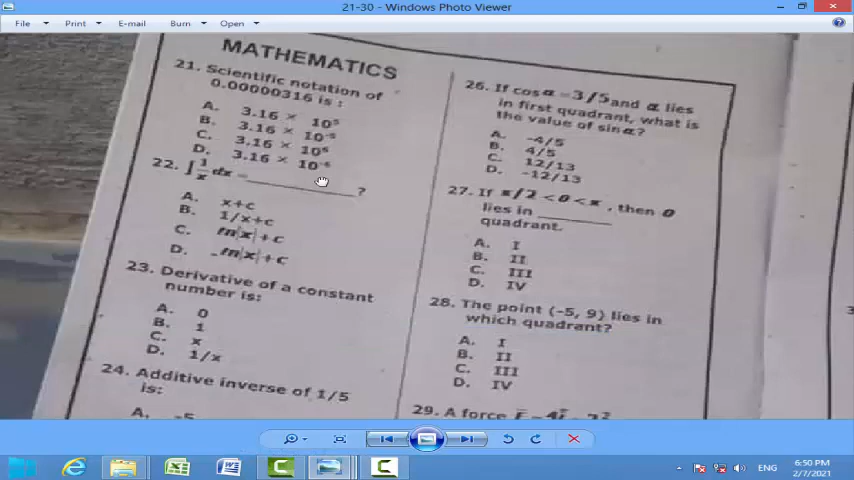 21-30 - Windows Photo Viewer
File Print E-mail Burn Open
MATHEMATICS
21. Scientific notation of
0.00000316 is :
A. 3.16 × 10⁵
B. 3.16 × 10⁻⁵
C. 3.16 × 10⁶
D. 3.16 × 10⁻⁶
22. ∫ 1/x dx = ____________?
A. x+c
B. 1/x+c
C. ℓn|x|+c
D. -ℓn|x|+c
23. Derivative of a constant
number is:
A. 0
B. 1
C. x
D. 1/x
24. Additive inverse of 1/5
is:
A. -5
26. If cosα=3/5 and α lies
in first quadrant, what is
the value of sinα?
A. -4/5
B. 4/5
C. 12/13
D. -12/13
27. If π/2<θ<π, then θ
lies in ________
quadrant.
A. I
B. II
C. III
D. IV
28. The point (-5, 9) lies in
which quadrant?
A. I
B. II
C. III
D. IV
29. A force
ENG
6:50 PM
2/7/2021